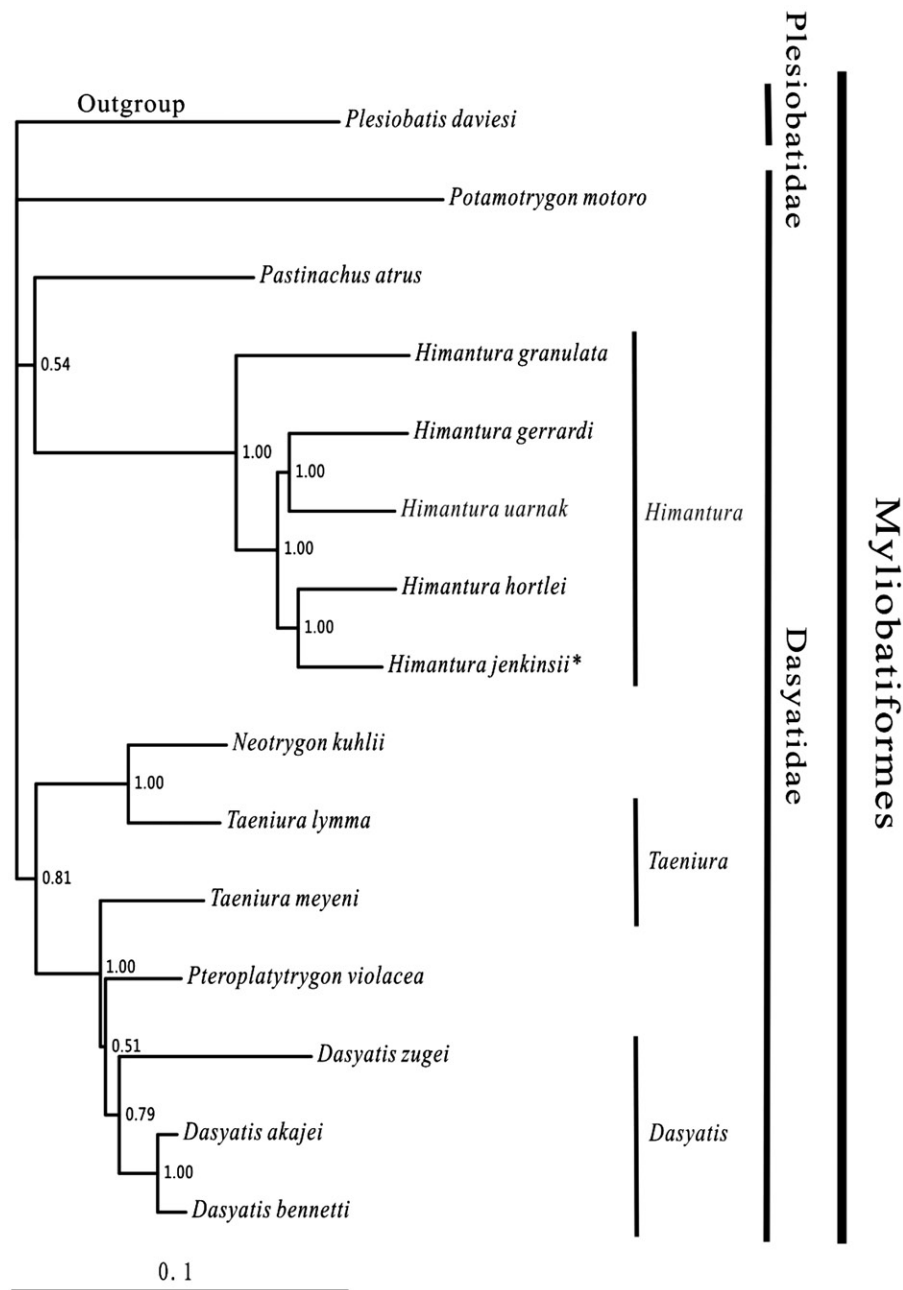 Plesiobatidae
Outgroup
Plesiobatis daviesi
Potamotrygon motoro
Pastinachus atrus
0.54
Himantura granulata
Himantura gerrardi
1.00
1.00
Himantura uarnak
Himantura
1.00
Himantura hortlei
1.00
Himantura jenkinsii*
Dasyatidae
Myliobatiformes
Neotrygon kuhlii
1.00
Taeniura lymma
Taeniura
0.81
Taeniura meyeni
1.00
Pteroplatytrygon violacea
0.51
Dasyatis zugei
0.79
Dasyatis akajei
Dasyatis
1.00
Dasyatis bennetti
0.1